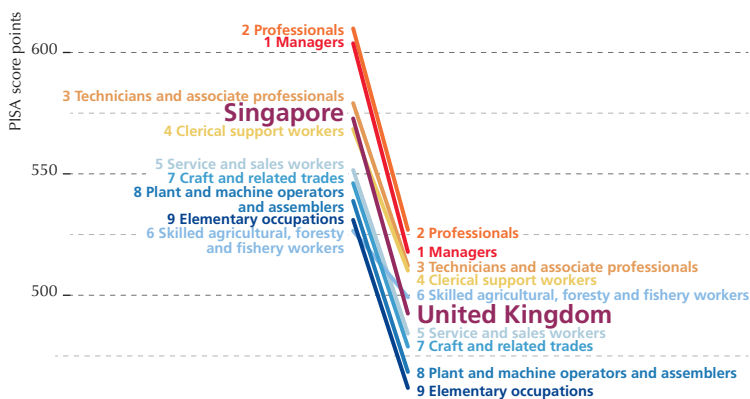 PISA score points
600
550
500
2 Professionals
1 Managers
3 Technicians and associate professionals
Singapore
4 Clerical support workers
5 Service and sales workers
7 Craft and related trades
8 Plant and machine operators
and assemblers
9 Elementary occupations
6 Skilled agricultural, foresty
and fishery workers
2 Professionals
1 Managers
3 Technicians and associate professionals
4 Clerical support workers
6 Skilled agricultural, foresty and fishery workers
United Kingdom
5 Service and sales workers
7 Craft and related trades
8 Plant and machine operators and assemblers
9 Elementary occupations